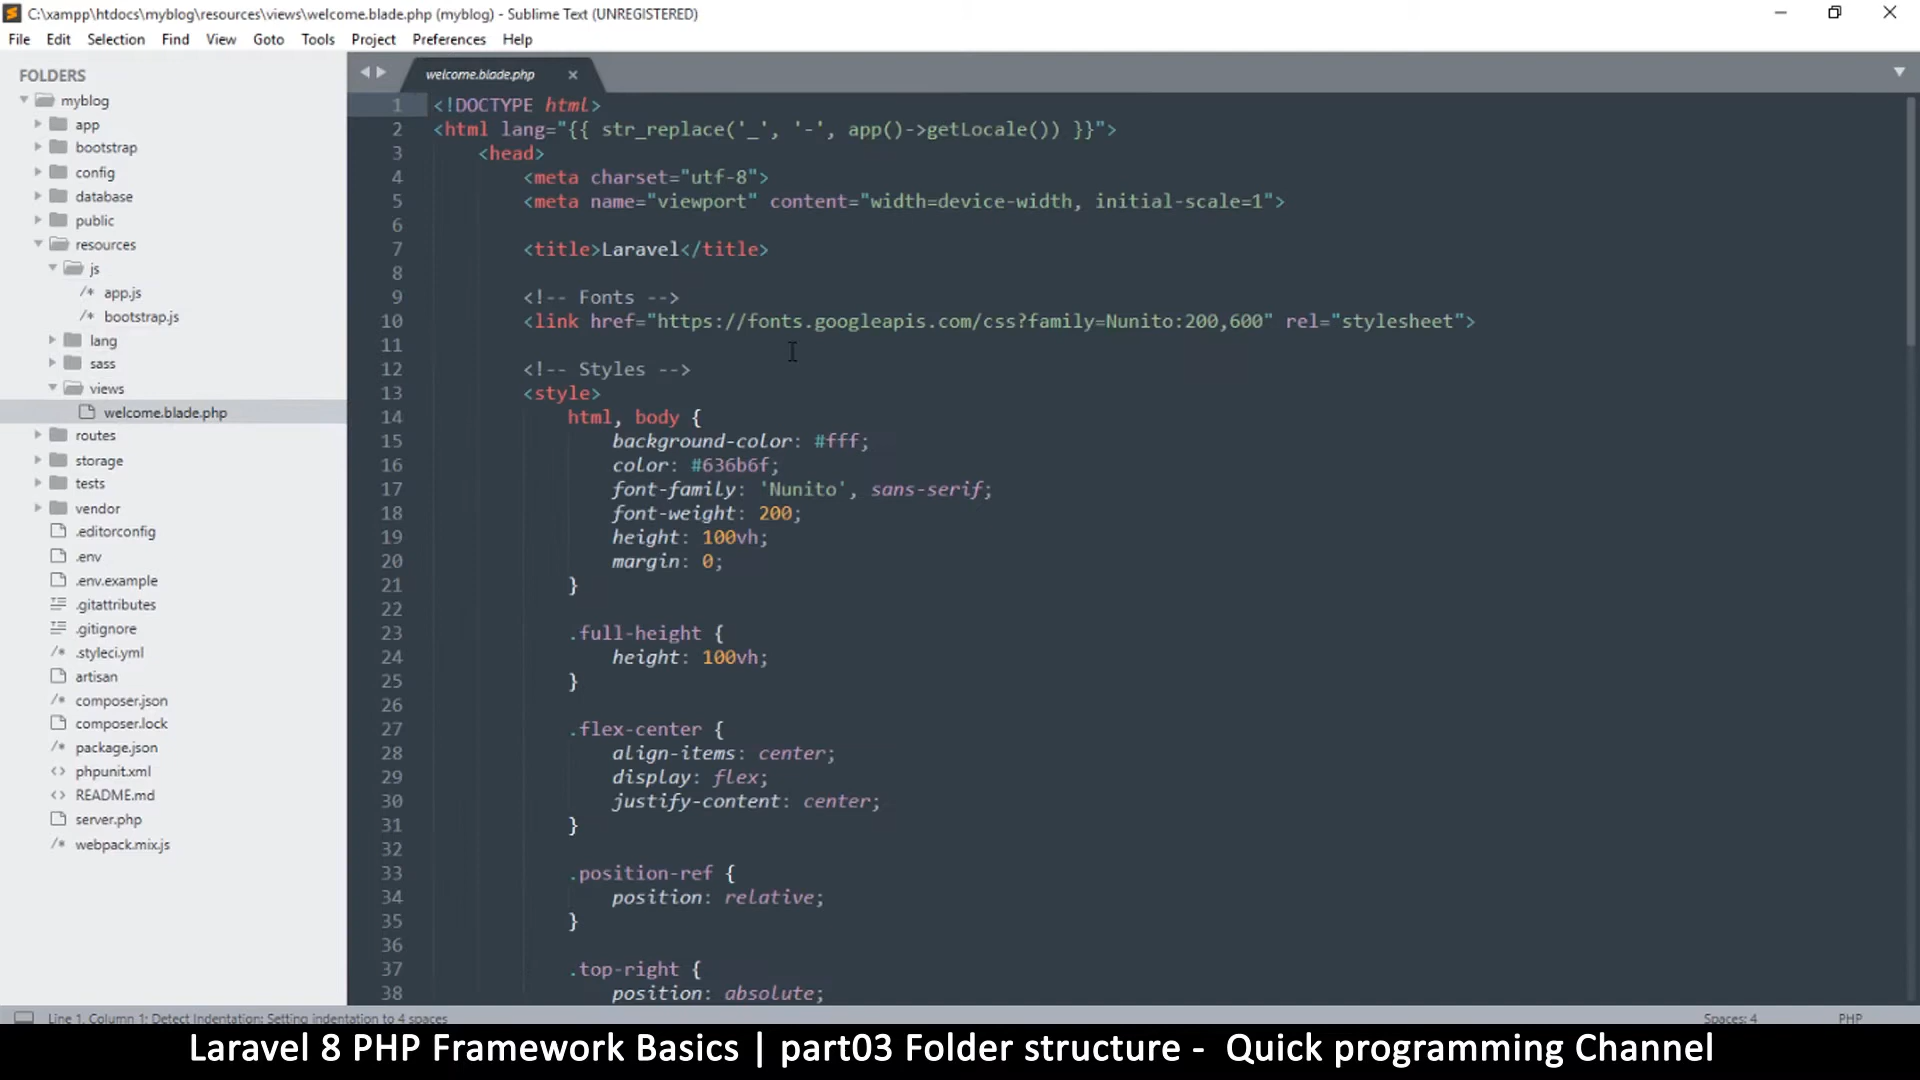 C:\xampp\htdocs\myblog\resources\views\welcome.blade.php (myblog) - Sublime Text (UNREGISTERED)
File Edit Selection Find View Goto Tools Project Preferences Help
FOLDERS
myblog
app
bootstrap
config
database
public
resources
js
/* app.js
/* bootstrap.js
lang
sass
views
welcome.blade.php
routes
storage
tests
vendor
.editorconfig
.env
.env.example
.gitattributes
.gitignore
/* .styleci.yml
artisan
/* composer.json
composer.lock
/* package.json
<> phpunit.xml
<> README.md
server.php
/* webpack.mix.js
welcome.blade.php
1 <!DOCTYPE html>
2 <html lang="{{ str_replace('_', '-', app()->getLocale()) }}">
3 <head>
4 <meta charset="utf-8">
5 <meta name="viewport" content="width=device-width, initial-scale=1">
6
7 <title>Laravel</title>
8
9 <!-- Fonts -->
10 <link href="https://fonts.googleapis.com/css?family=Nunito:200,600" rel="stylesheet">
11
12 <!-- Styles -->
13 <style>
14 html, body {
15 background-color: #fff;
16 color: #636b6f;
17 font-family: 'Nunito', sans-serif;
18 font-weight: 200;
19 height: 100vh;
20 margin: 0;
21 }
22
23 .full-height {
24 height: 100vh;
25 }
26
27 .flex-center {
28 align-items: center;
29 display: flex;
30 justify-content: center;
31 }
32
33 .position-ref {
34 position: relative;
35 }
36
37 .top-right {
38 position: absolute;
Line 1, Column 1; Detect Indentation: Setting indentation to 4 spaces
Spaces: 4 PHP
Laravel 8 PHP Framework Basics | part03 Folder structure - Quick programming Channel